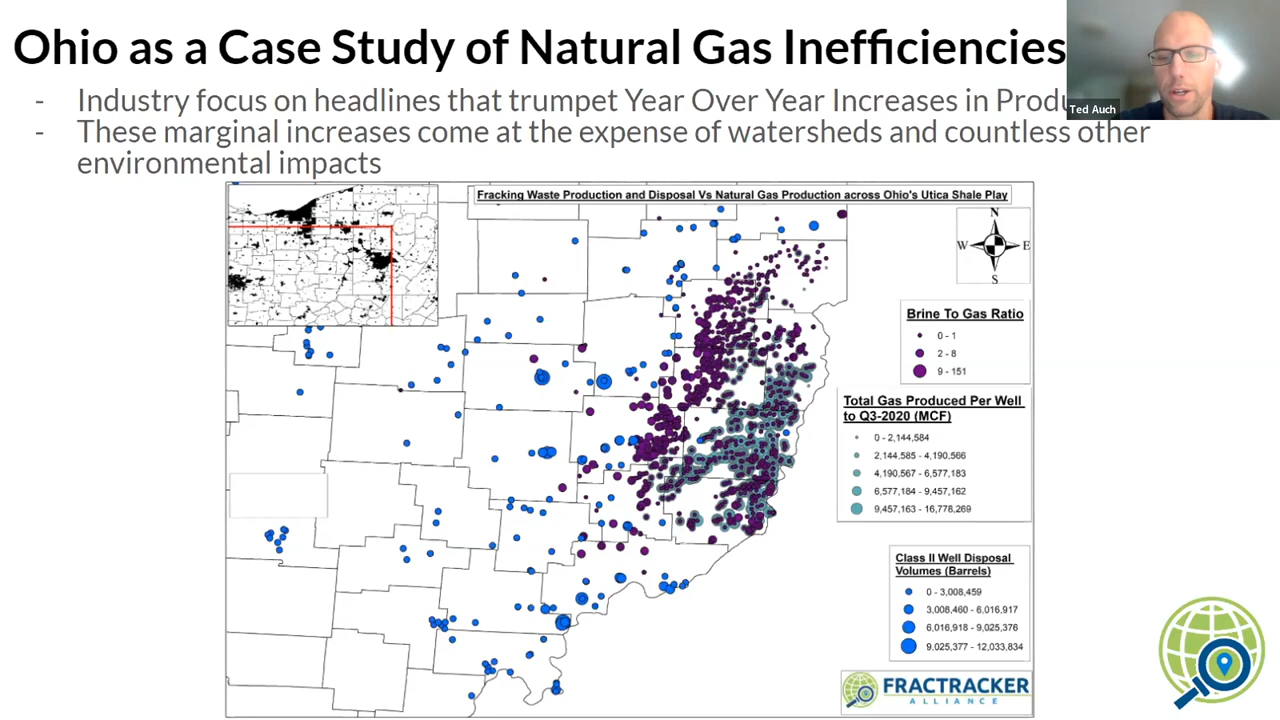 Ohio as a Case Study of Natural Gas Inefficiencies
- Industry focus on headlines that trumpet Year Over Year Increases in
- These marginal increases come at the expense of watersheds and countless other
environmental impacts
Ted Auch
Fracking Waste Production and Disposal Vs Natural Gas Production across Ohio's Utica Shale Play
N
W E
S
Brine To Gas Ratio
0 - 1
2 - 8
9 - 151
Total Gas Produced Per Well
to Q3-2020 (MCF)
0 - 2,144,584
2,144,585 - 4,190,566
4,190,567 - 6,577,183
6,577,184 - 9,457,162
9,457,163 - 16,778,269
Class II Well Disposal
Volumes (Barrels)
0 - 3,008,459
3,008,460 - 6,016,917
6,016,918 - 9,025,376
9,025,377 - 12,033,834
FRACTRACKER
ALLIANCE